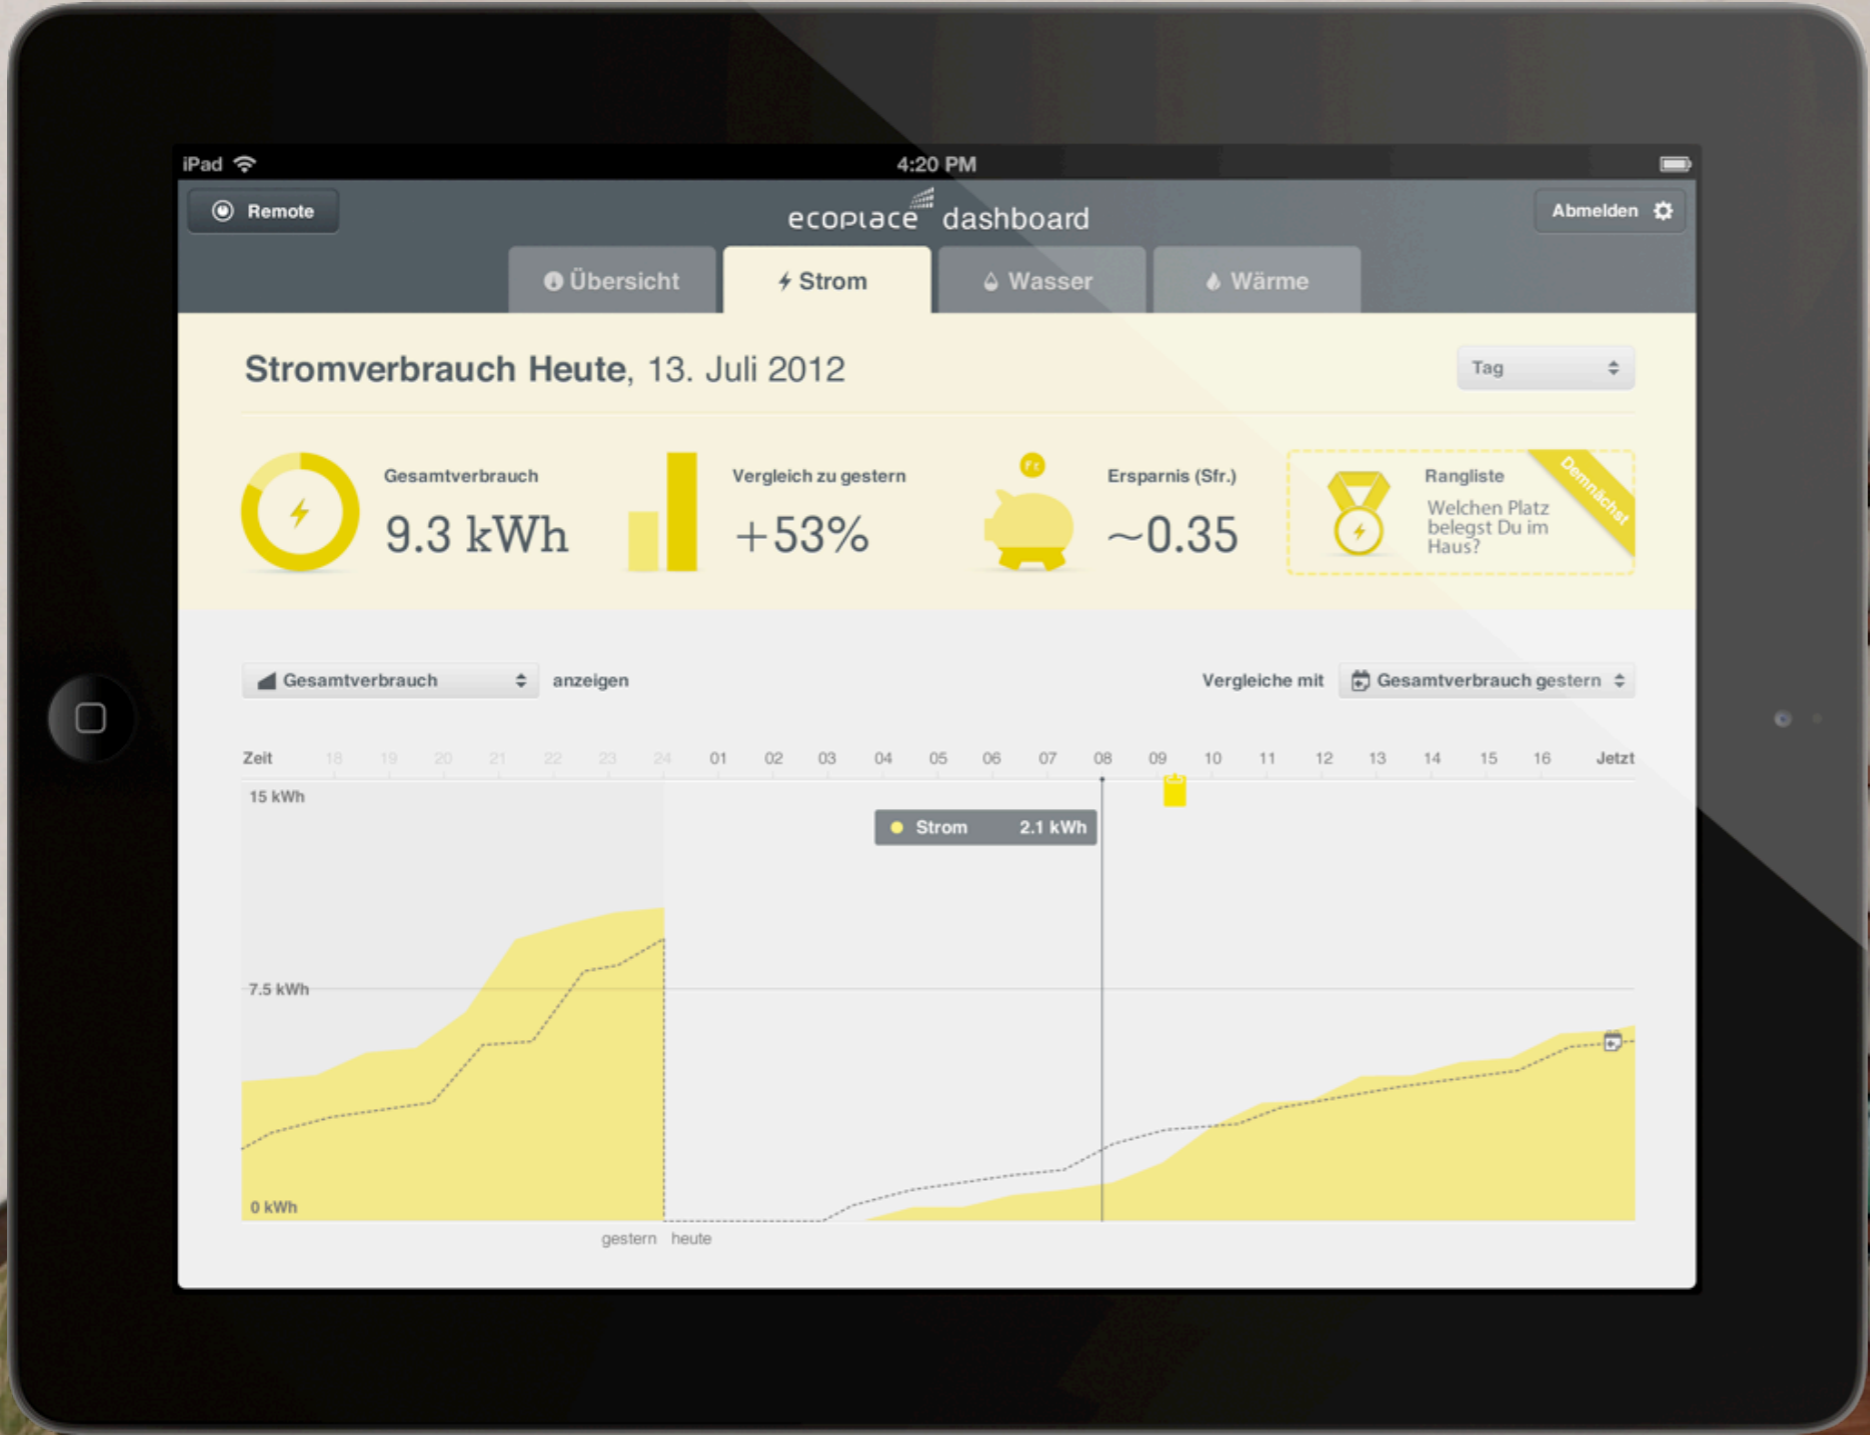 iPad
4:20 PM
Remote
ecoplace dashboard
Abmelden
Übersicht
Strom
Wasser
Wärme
Stromverbrauch Heute, 13. Juli 2012
Tag
Gesamtverbrauch
9.3 kWh
Vergleich zu gestern
+53%
Fr
Ersparnis (Sfr.)
~0.35
Rangliste
Welchen Platz
belegst Du im
Haus?
Demnächst
Gesamtverbrauch
anzeigen
Vergleiche mit
Gesamtverbrauch gestern
Zeit 18 19 20 21 22 23 24 01 02 03 04 05 06 07 08 09 10 11 12 13 14 15 16 Jetzt
15 kWh
Strom 2.1 kWh
7.5 kWh
0 kWh
gestern heute